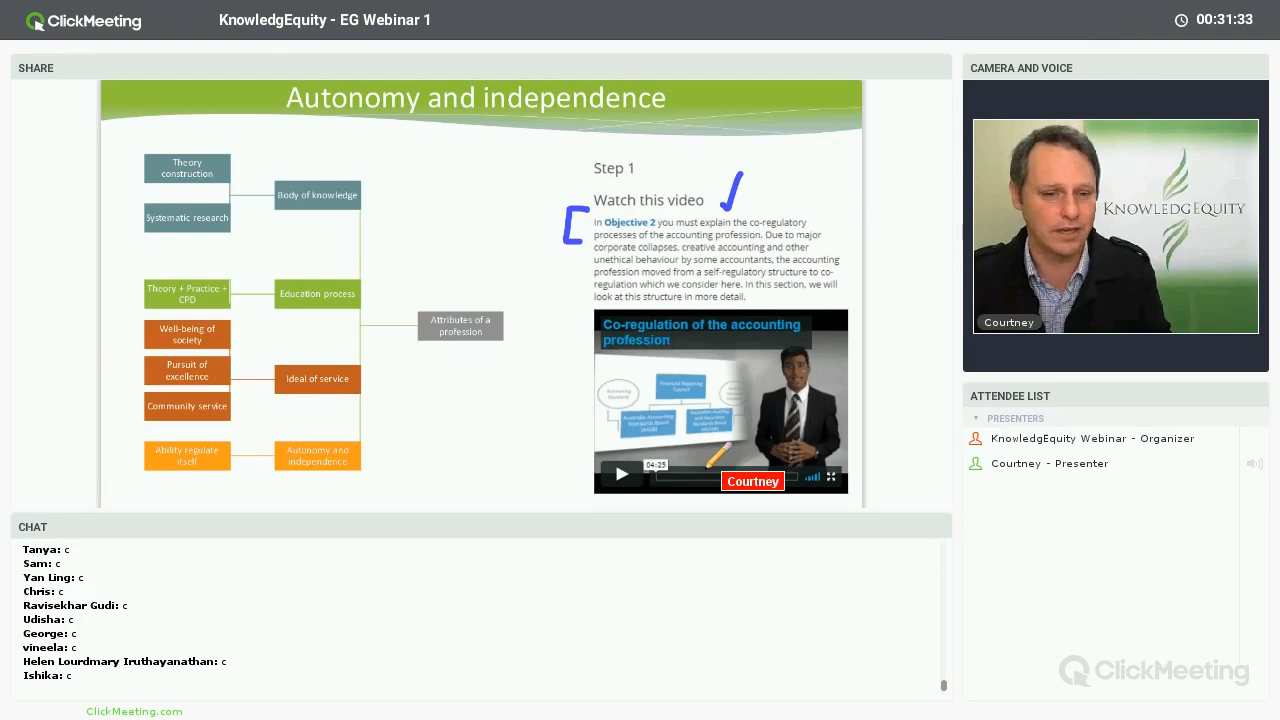 ClickMeeting
KnowledgEquity - EG Webinar 1
00:31:33
SHARE
Autonomy and independence
Theory
construction
Systematic research
Body of knowledge
Theory + Practice +
CPD
Education process
Well-being of
society
Pursuit of
excellence
Community service
Ideal of service
Ability regulate
itself
Autonomy and
independence
Attributes of a
profession
Step 1
Watch this video
In Objective 2 you must explain the co-regulatory
processes of the accounting profession. Due to major
corporate collapses, creative accounting and other
unethical behaviour by some accountants, the accounting
profession moved from a self-regulatory structure to co-
regulation which we consider here. In this section, we will
look at this structure in more detail.
Co-regulation of the accounting
profession
Accounting
Standards
Financial Reporting
Council
Australia Accounting
Standards Board
(AASB)
04:25
Courtney
CAMERA AND VOICE
KNOWLEDGEQUITY
Courtney
ATTENDEE LIST
PRESENTERS
KnowledgEquity Webinar - Organizer
Courtney - Presenter
CHAT
Tanya: c
Sam: c
Yan Ling: c
Chris: c
Ravisekhar Gudi: c
Udisha: c
George: c
vineela: c
Helen Lourdmary Iruthayanathan: c
Ishika: c
ClickMeeting
ClickMeeting.com